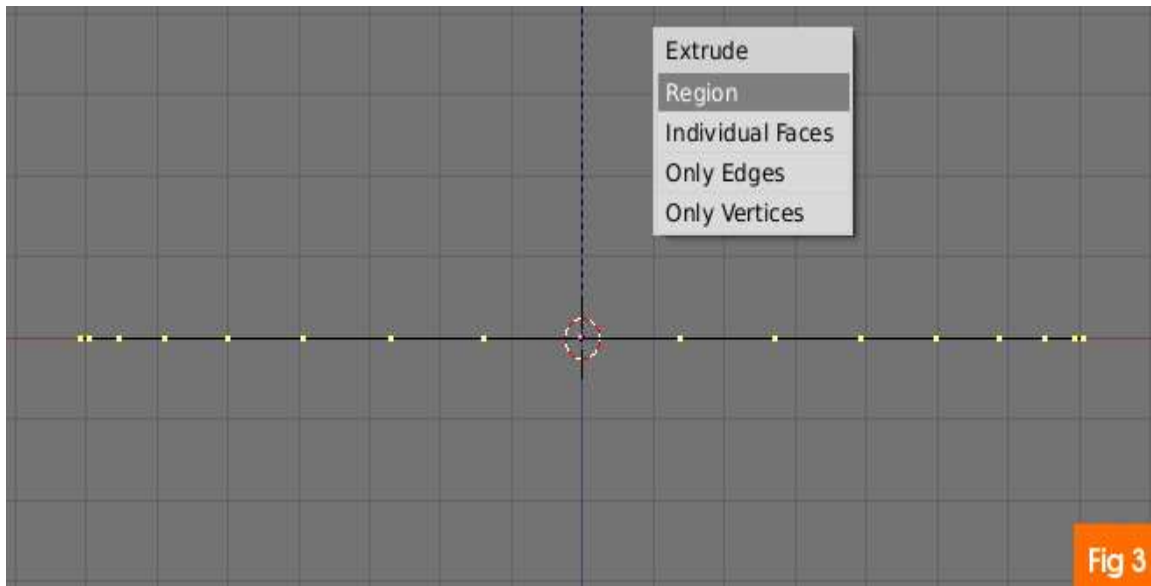 Extrude
Region
Individual Faces
Only Edges
Only Vertices
Fig 3